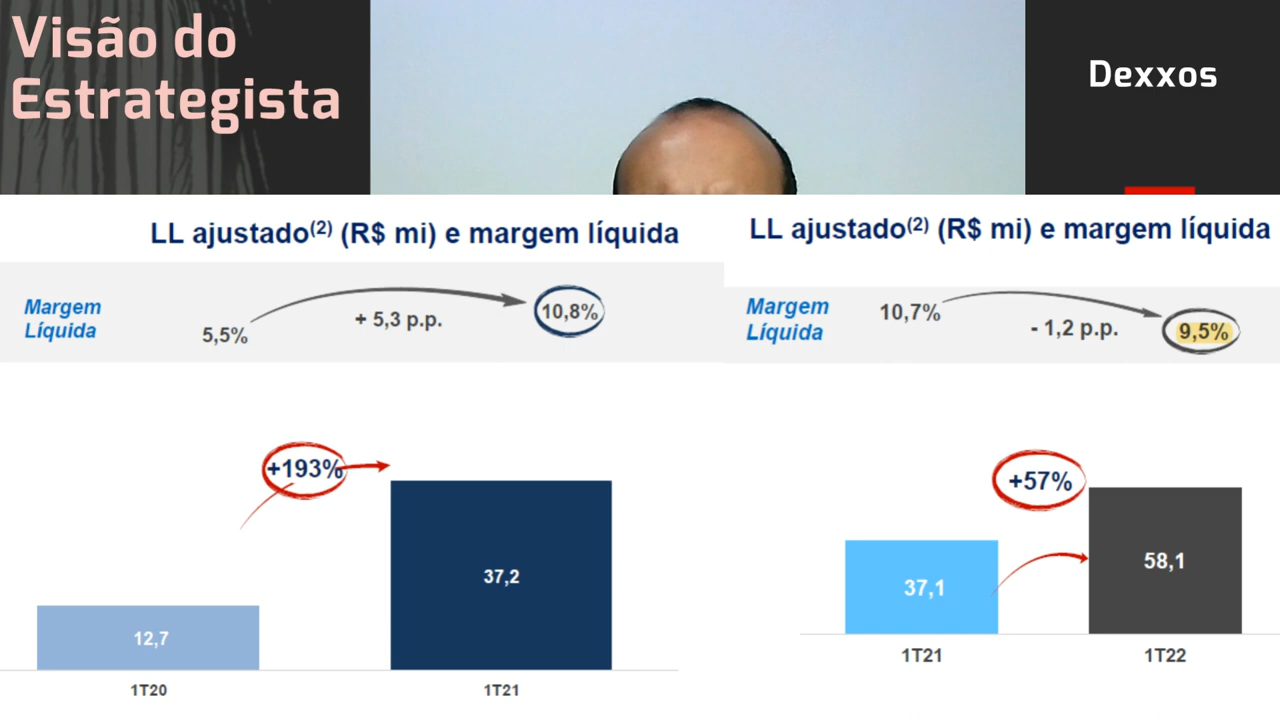 Visão do
Estrategista
Dexxos
LL ajustado(2) (R$ mi) e margem líquida
Margem
Líquida
5,5%
+ 5,3 p.p.
10,8%
+193%
12,7
37,2
1T20
1T21
LL ajustado(2) (R$ mi) e margem líquida
Margem
Líquida
10,7%
- 1,2 p.p.
9,5%
+57%
37,1
58,1
1T21
1T22